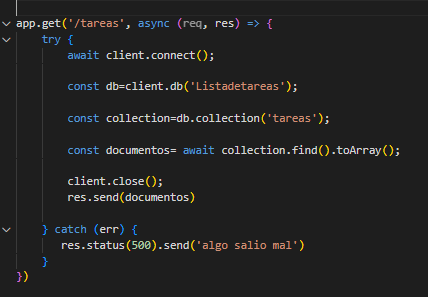 app.get('/tareas', async (req, res) => {
try {
await client.connect();
const db=client.db('Listadetareas');
const collection=db.collection('tareas');
const documentos= await collection.find().toArray();
client.close();
res.send(documentos)
} catch (err) {
res.status(500).send('algo salio mal')
}
})